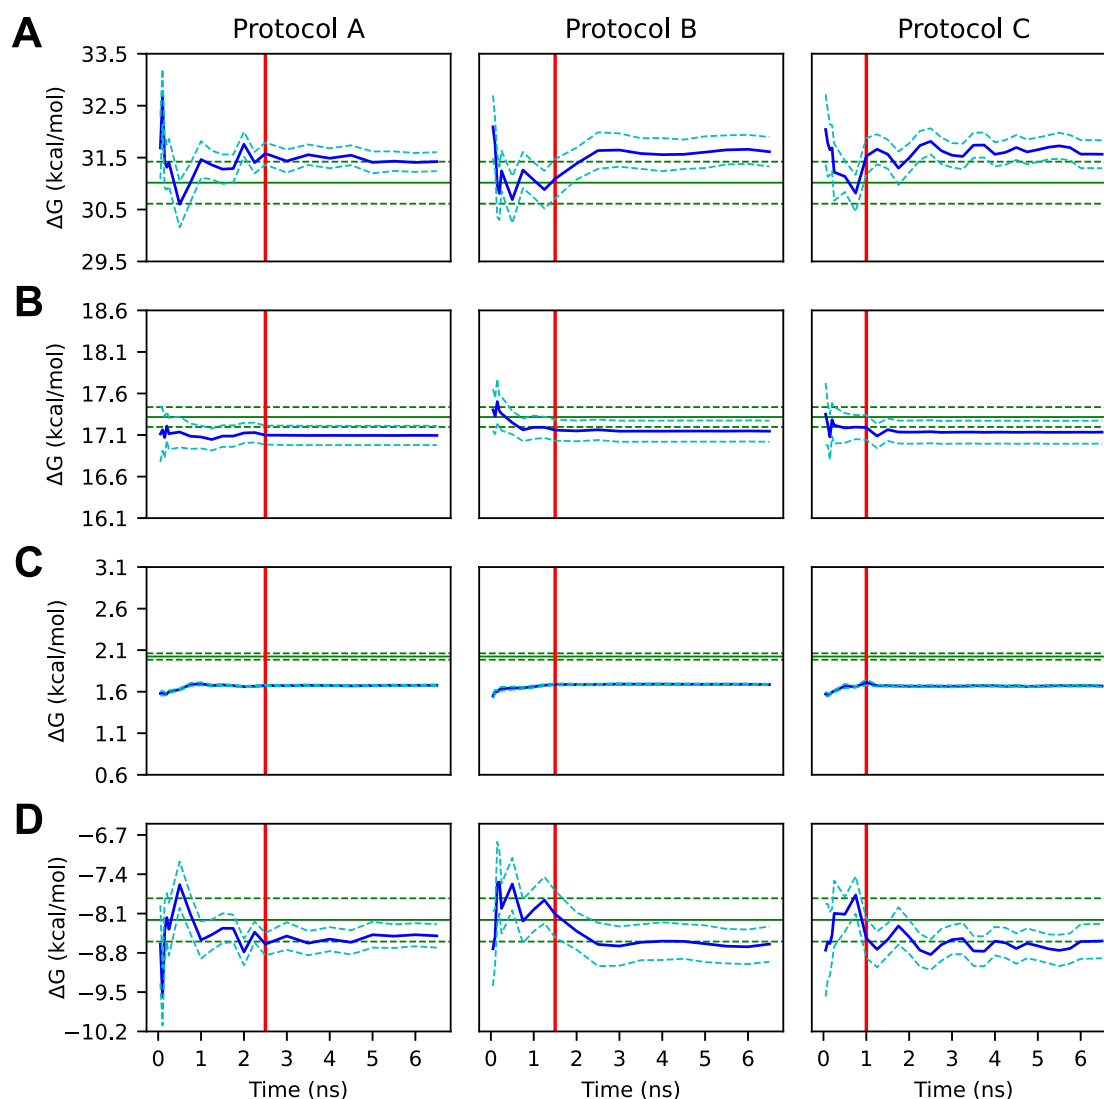 A
Protocol A
Protocol B
Protocol C
ΔG (kcal/mol)
33.5
32.5
31.5
30.5
29.5
B
ΔG (kcal/mol)
18.6
18.1
17.6
17.1
16.6
16.1
C
ΔG (kcal/mol)
3.1
2.6
2.1
1.6
1.1
0.6
D
ΔG (kcal/mol)
−6.7
−7.4
−8.1
−8.8
−9.5
−10.2
0 1 2 3 4 5 6
0 1 2 3 4 5 6
0 1 2 3 4 5 6
Time (ns)
Time (ns)
Time (ns)